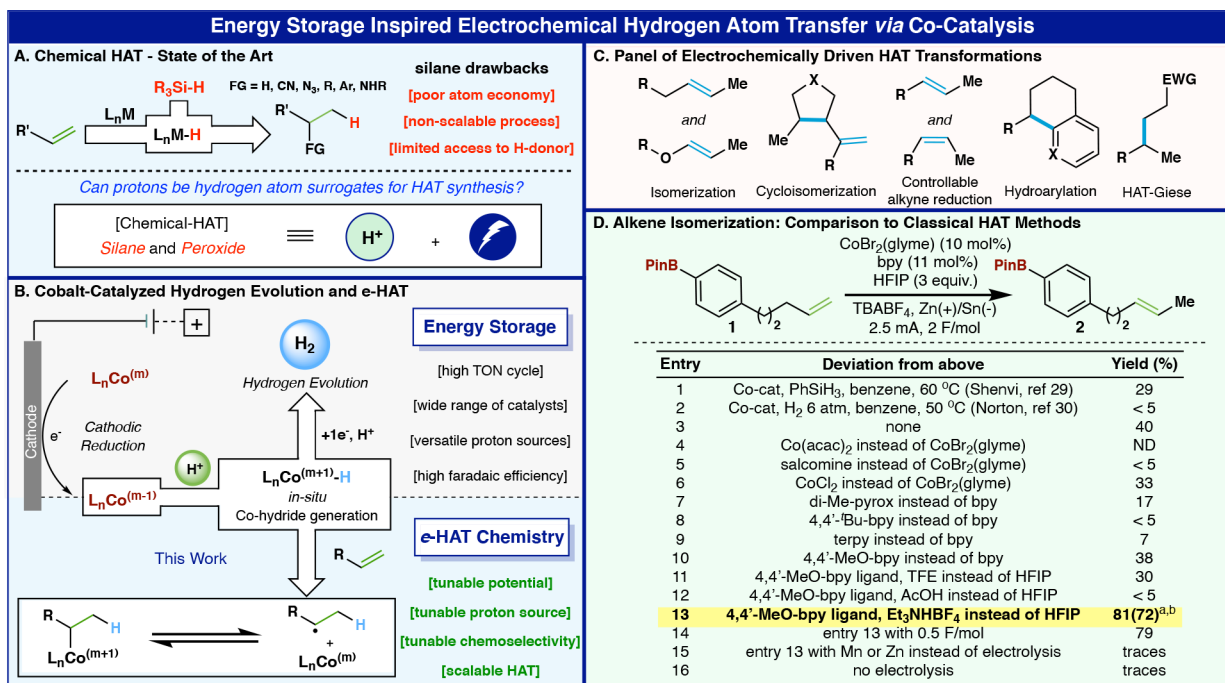 Energy Storage Inspired Electrochemical Hydrogen Atom Transfer via Co-Catalysis
A. Chemical HAT - State of the Art
R'
LnM
R3Si-H
LnM-H
FG = H, CN, N3, R, Ar, NHR
R'
H
FG
silane drawbacks
[poor atom economy]
[non-scalable process]
[limited access to H-donor]
Can protons be hydrogen atom surrogates for HAT synthesis?
[Chemical-HAT]
Silane and Peroxide
H+
+
B. Cobalt-Catalyzed Hydrogen Evolution and e-HAT
+
Cathode
LnCo(m)
e-
Cathodic
Reduction
LnCo(m-1)
H+
H2
Hydrogen Evolution
+1e-, H+
LnCo(m+1)-H
in-situ
Co-hydride generation
Energy Storage
[high TON cycle]
[wide range of catalysts]
[versatile proton sources]
[high faradaic efficiency]
This Work
R
e-HAT Chemistry
[tunable potential]
[tunable proton source]
[tunable chemoselectivity]
[scalable HAT]
R
H
LnCo(m+1)
R
H
+
LnCo(m)
C. Panel of Electrochemically Driven HAT Transformations
R
Me
and
R
O
Me
Isomerization
X
Me
R
Cycloisomerization
R
Me
and
R
Me
Controllable
alkyne reduction
R
X
Hydroarylation
EWG
R
Me
HAT-Giese
D. Alkene Isomerization: Comparison to Classical HAT Methods
PinB
1
( )2
CoBr2(glyme) (10 mol%)
bpy (11 mol%)
HFIP (3 equiv.)
TBABF4, Zn(+)/Sn(-)
2.5 mA, 2 F/mol
PinB
2
( )2
Me
Entry Deviation from above Yield (%)
1 Co-cat, PhSiH3, benzene, 60 °C (Shenvi, ref 29) 29
2 Co-cat, H2 6 atm, benzene, 50 °C (Norton, ref 30) < 5
3 none 40
4 Co(acac)2 instead of CoBr2(glyme) ND
5 salcomine instead of CoBr2(glyme) < 5
6 CoCl2 instead of CoBr2(glyme) 33
7 di-Me-pyrox instead of bpy 17
8 4,4'-tBu-bpy instead of bpy < 5
9 terpy instead of bpy 7
10 4,4'-MeO-bpy instead of bpy 38
11 4,4'-MeO-bpy ligand, TFE instead of HFIP 30
12 4,4'-MeO-bpy ligand, AcOH instead of HFIP < 5
13 4,4'-MeO-bpy ligand, Et3NHBF4 instead of HFIP 81(72)a,b
14 entry 13 with 0.5 F/mol 79
15 entry 13 with Mn or Zn instead of electrolysis traces
16 no electrolysis traces